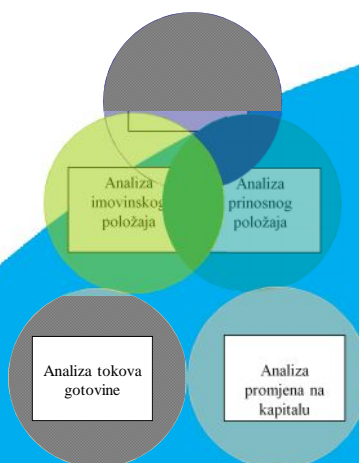 Analiza
imovinskog
položaja
Analiza
prinosnog
položaja
Analiza tokova
gotovine
Analiza
promjena na
kapitalu